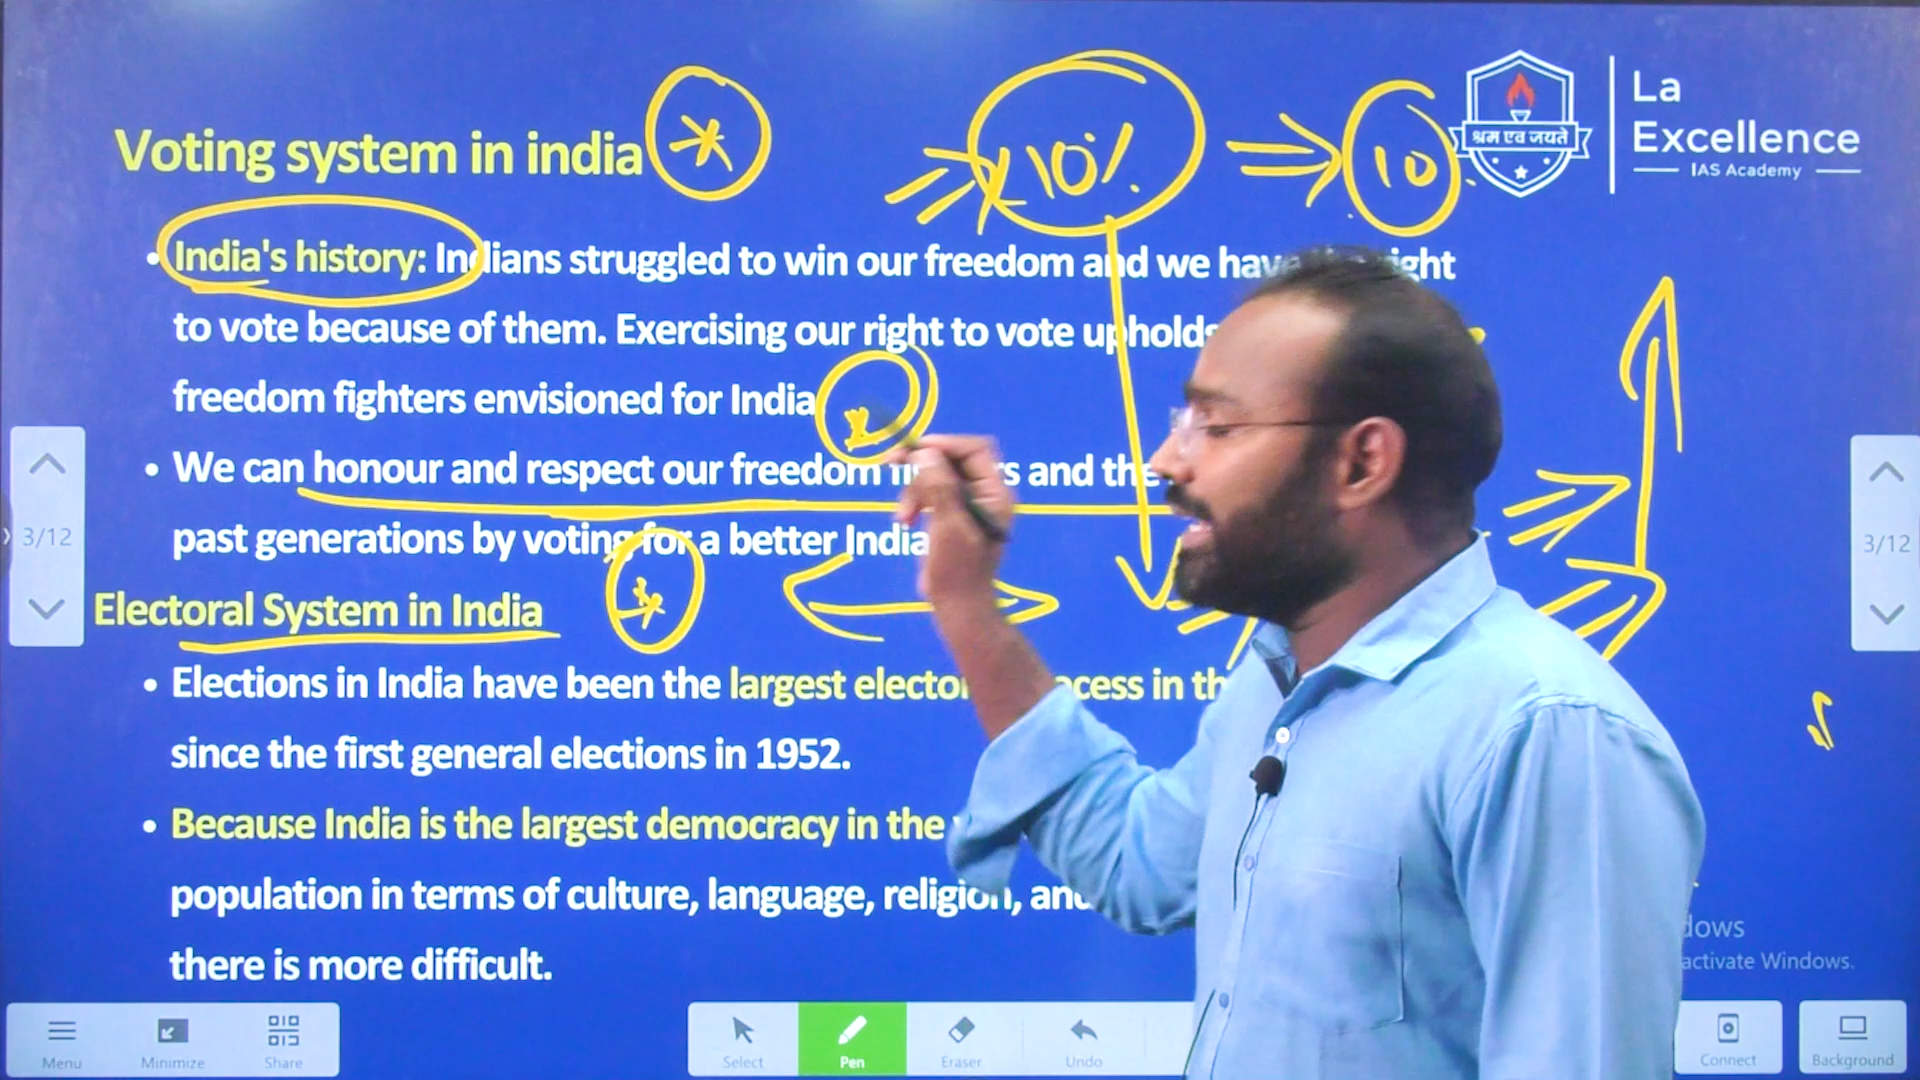 Voting system in india
10%
10
श्रम एव जयते
La
Excellence
IAS Academy
• India's history: Indians struggled to win our freedom and we have
to vote because of them. Exercising our right to vote upholds
freedom fighters envisioned for India
• We can honour and respect our freedom and
past generations by voting for a better India
Electoral System in India
• Elections in India have been the largest in
since the first general elections in 1952.
• Because India is the largest democracy in the
population in terms of culture, language, religion,
there is more difficult.
3/12
3/12
activate Windows.
Menu
Minimize
Share
Select
Pen
Eraser
Undo
Connect
Background